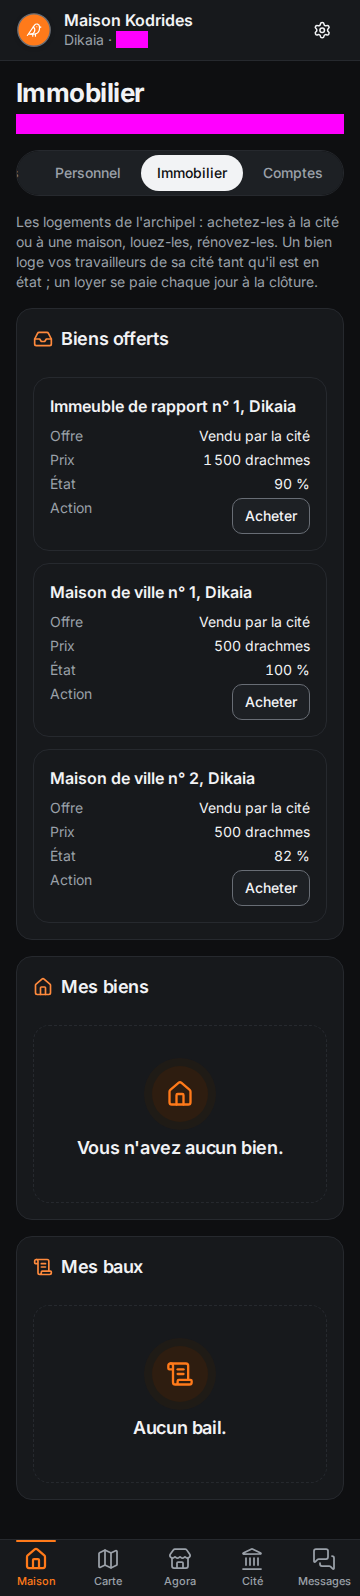 Maison Kodrides
Dikaia ·
Immobilier
Personnel
Immobilier
Comptes
Les logements de l'archipel : achetez-les à la cité
ou à une maison, louez-les, rénovez-les. Un bien
loge vos travailleurs de sa cité tant qu'il est en
état ; un loyer se paie chaque jour à la clôture.
Biens offerts
Immeuble de rapport n° 1, Dikaia
Offre Vendu par la cité
Prix 1 500 drachmes
État 90 %
Action Acheter
Maison de ville n° 1, Dikaia
Offre Vendu par la cité
Prix 500 drachmes
État 100 %
Action Acheter
Maison de ville n° 2, Dikaia
Offre Vendu par la cité
Prix 500 drachmes
État 82 %
Action Acheter
Mes biens
Vous n'avez aucun bien.
Mes baux
Aucun bail.
Maison Carte Agora Cité Messages